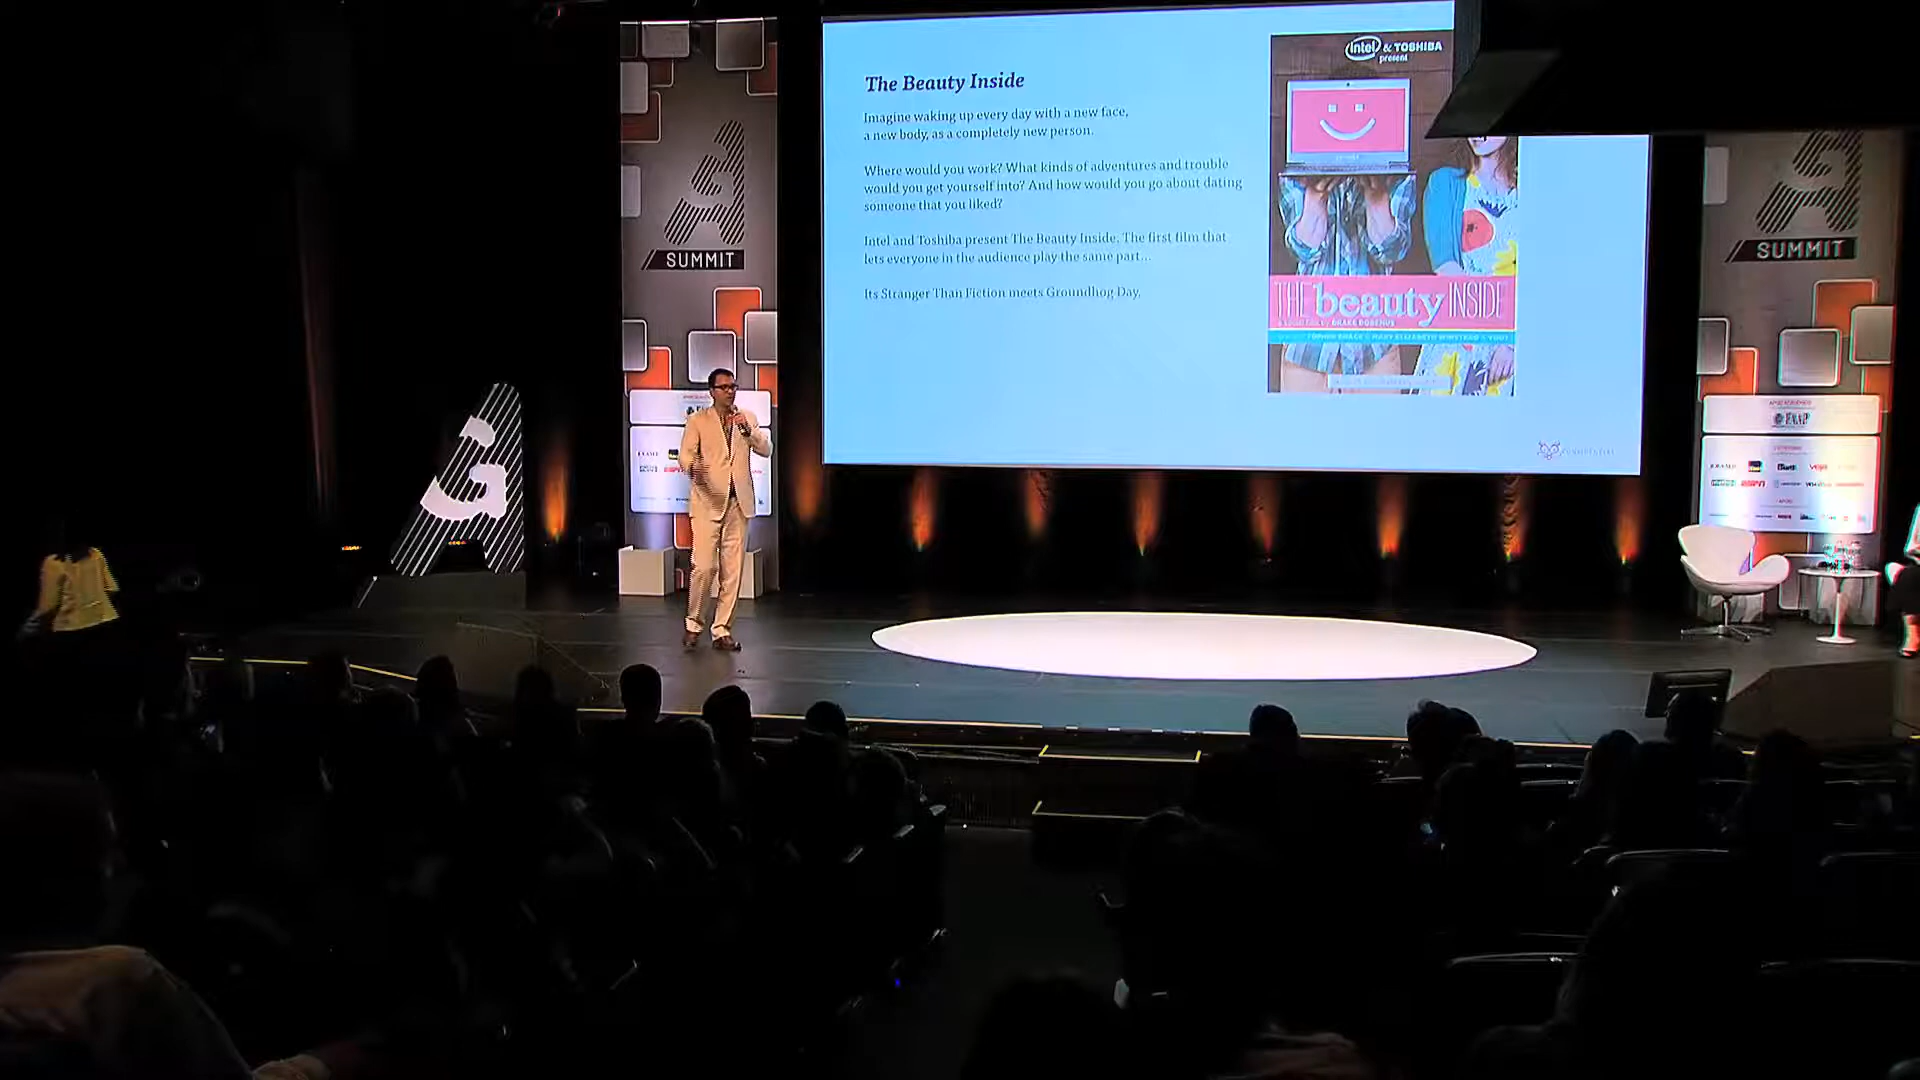 The Beauty Inside
Imagine waking up every day with a new face,
a new body, as a completely new person.
Where would you work? What kinds of adventures and trouble
would you get yourself into? And how would you go about dating
someone that you liked?
Intel and Toshiba present The Beauty Inside. The first film that
lets everyone in the audience play the same part...
Its Stranger Than Fiction meets Groundhog Day.
intel & TOSHIBA
present
THE beauty INSIDE
SUMMIT
SUMMIT
FAAP
ESPN
ESPN